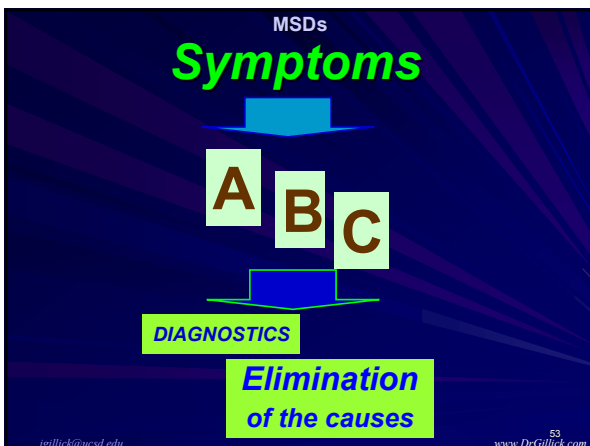 MSDs
Symptoms
A
B
C
DIAGNOSTICS
Elimination
of the causes
jgillick@ucsd.edu
53
www.DrGillick.com